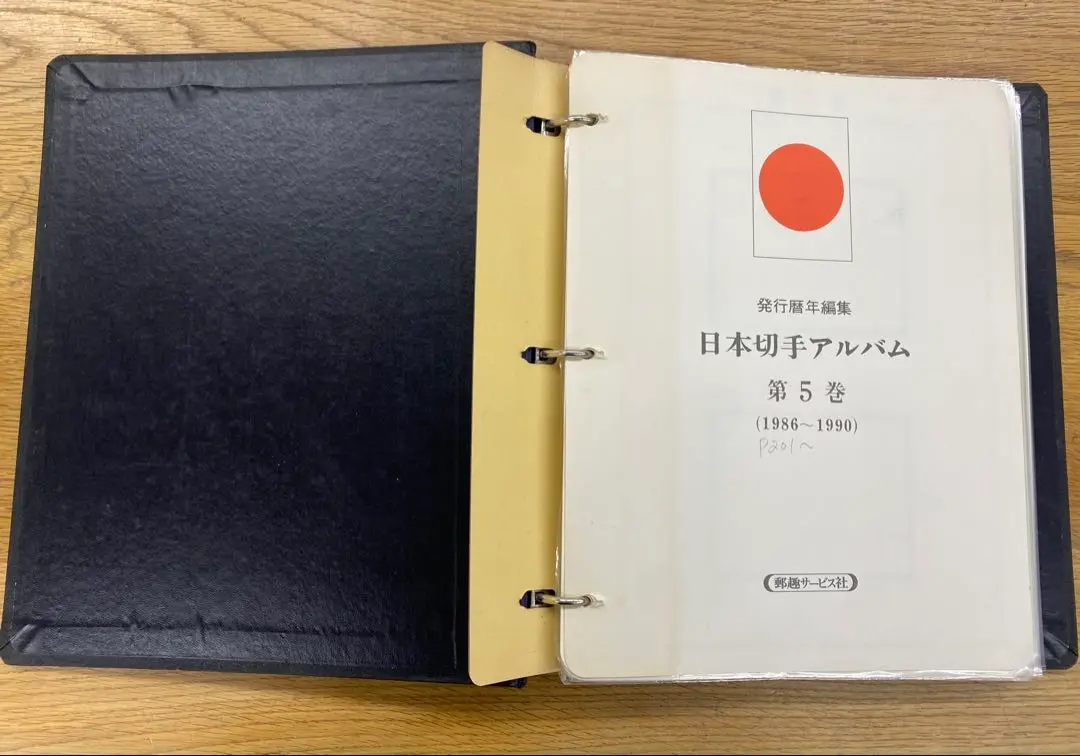 発行暦年編集
日本切手アルバム
第 5 巻
(1986〜1990)
P201〜
郵趣サービス社